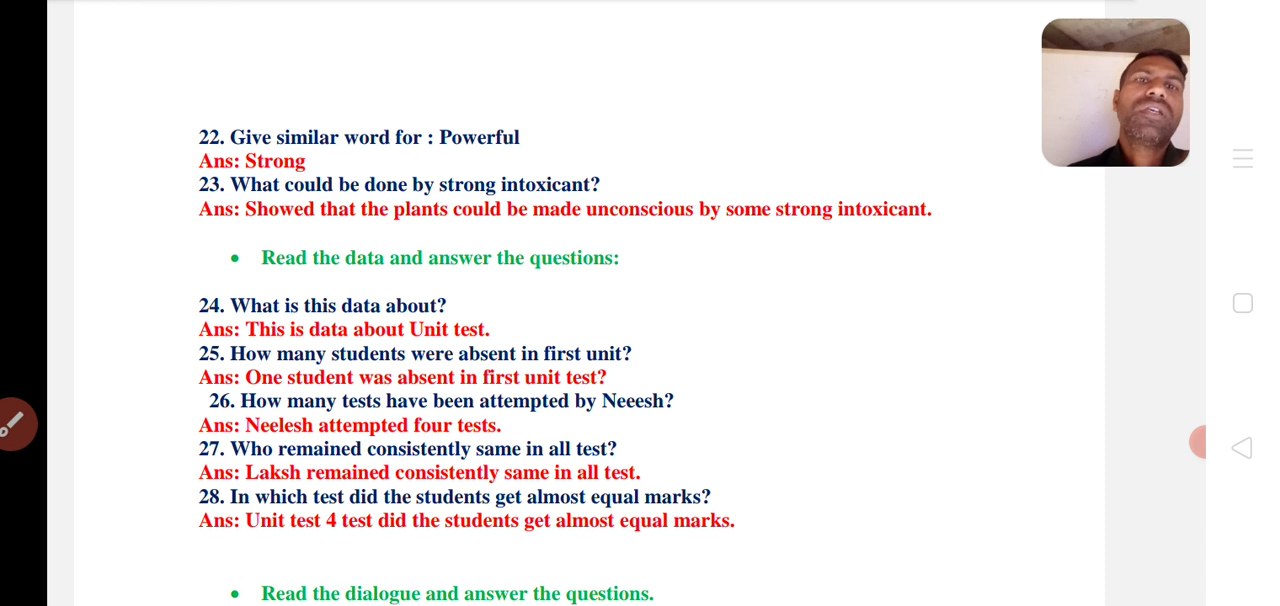 22. Give similar word for : Powerful
Ans: Strong
23. What could be done by strong intoxicant?
Ans: Showed that the plants could be made unconscious by some strong intoxicant.
• Read the data and answer the questions:
24. What is this data about?
Ans: This is data about Unit test.
25. How many students were absent in first unit?
Ans: One student was absent in first unit test?
26. How many tests have been attempted by Neeesh?
Ans: Neelesh attempted four tests.
27. Who remained consistently same in all test?
Ans: Laksh remained consistently same in all test.
28. In which test did the students get almost equal marks?
Ans: Unit test 4 test did the students get almost equal marks.
• Read the dialogue and answer the questions.